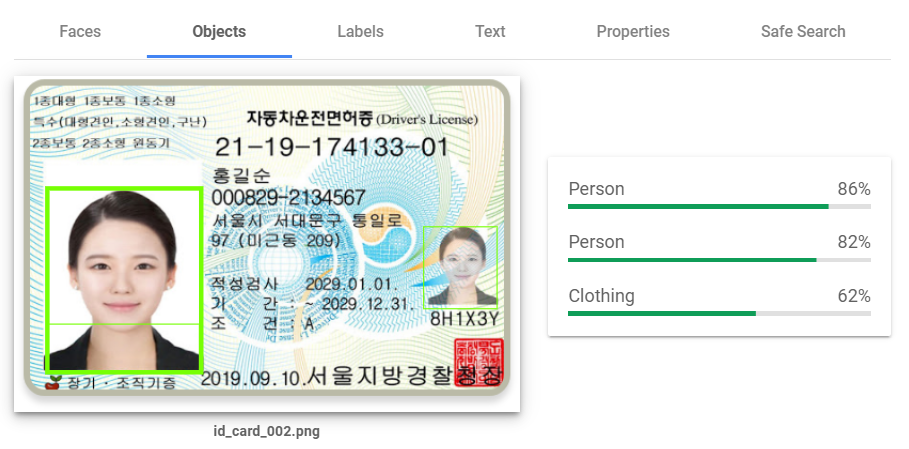 Faces
Objects
Labels
Text
Properties
Safe Search
1종대형 1종보통 1종소형
특수(대형견인,소형견인,구난)
2종보통 2종소형 원동기
자동차운전면허증 (Driver's License)
21-19-174133-01
홍길순
000829-2134567
서울시 서대문구 통일로
97 (미근동 209)
적성검사 2029.01.01.
기 간 : ~ 2029.12.31.
조 건 : A
8H1X3Y
장기 · 조직기증
2019.09.10. 서울지방경찰청장
id_card_002.png
Person 86%
Person 82%
Clothing 62%